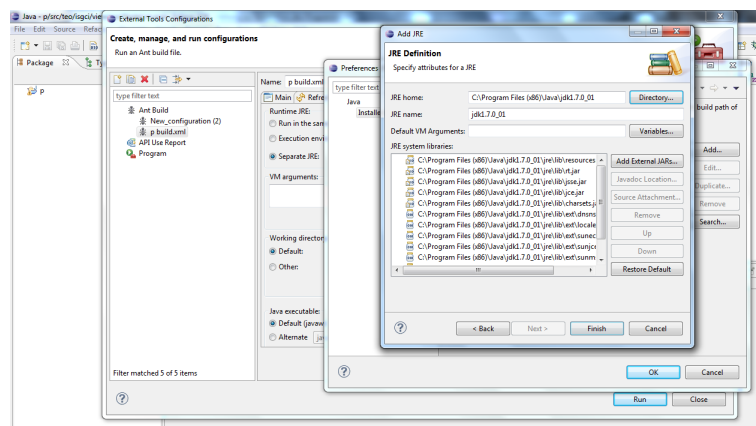 Java - p/src/teo/isgci/vie
File Edit Source Refac
Package
p
External Tools Configurations
Create, manage, and run configurations
Run an Ant build file.
type filter text
Ant Build
New_configuration (2)
p build.xml
API Use Report
Program
Filter matched 5 of 5 items
Name: p build.xml
Main
Refre
Runtime JRE:
Run in the sam
Execution envi
Separate JRE:
VM arguments:
Working director
Default:
Other:
Java executable:
Default (javaw
Alternate
Run
Close
Preferences
type filter text
Java
Installe
build path of
Add...
Edit...
Duplicate...
Remove
Search...
OK
Cancel
Add JRE
JRE Definition
Specify attributes for a JRE
JRE home: C:\Program Files (x86)\Java\jdk1.7.0_01 Directory...
JRE name: jdk1.7.0_01
Default VM Arguments: Variables...
JRE system libraries:
C:\Program Files (x86)\Java\jdk1.7.0_01\jre\lib\resources
C:\Program Files (x86)\Java\jdk1.7.0_01\jre\lib\rt.jar
C:\Program Files (x86)\Java\jdk1.7.0_01\jre\lib\jsse.jar
C:\Program Files (x86)\Java\jdk1.7.0_01\jre\lib\jce.jar
C:\Program Files (x86)\Java\jdk1.7.0_01\jre\lib\charsets.j
C:\Program Files (x86)\Java\jdk1.7.0_01\jre\lib\ext\dnsns
C:\Program Files (x86)\Java\jdk1.7.0_01\jre\lib\ext\locale
C:\Program Files (x86)\Java\jdk1.7.0_01\jre\lib\ext\sunec
C:\Program Files (x86)\Java\jdk1.7.0_01\jre\lib\ext\sunjce
C:\Program Files (x86)\Java\jdk1.7.0_01\jre\lib\ext\sunm
Add External JARs...
Javadoc Location...
Source Attachment...
Remove
Up
Down
Restore Default
< Back
Next >
Finish
Cancel